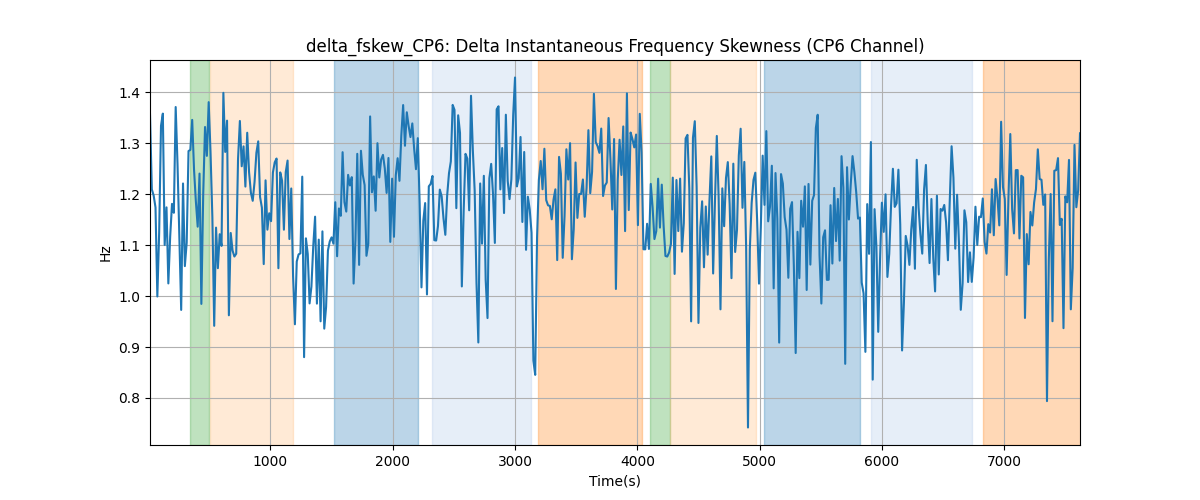 delta_fskew_CP6: Delta Instantaneous Frequency Skewness (CP6 Channel)
1.4
1.3
1.2
1.1
1.0
0.9
0.8
Hz
1000 2000 3000 4000 5000 6000 7000
Time(s)